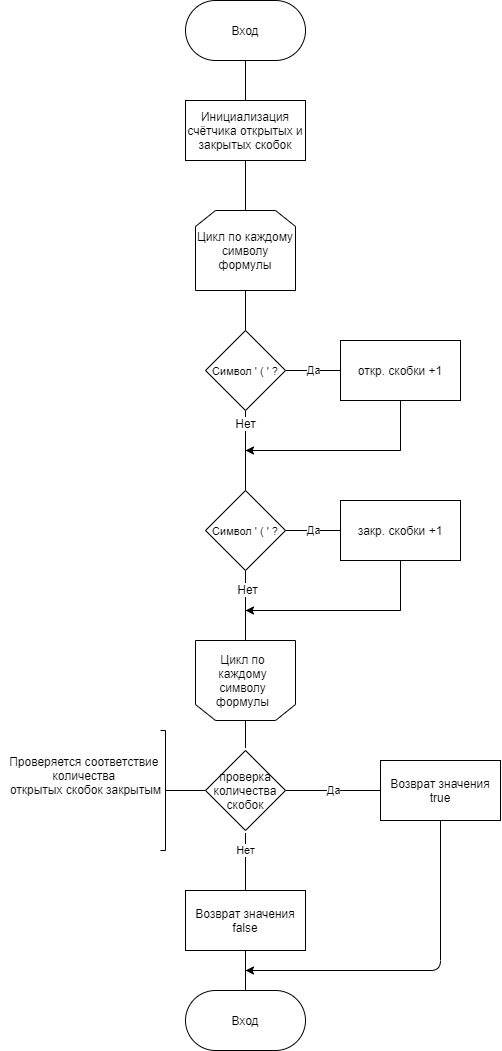 Вход
Инициализация
счётчика открытых и
закрытых скобок
Цикл по каждому
символу
формулы
Символ ' ( ' ?
Да
откр. скобки +1
Нет
Символ ' ( ' ?
Да
закр. скобки +1
Нет
Цикл по
каждому
символу
формулы
Проверяется соответствие
количества
открытых скобок закрытым
проверка
количества
скобок
Да
Возврат значения
true
Нет
Возврат значения
false
Вход